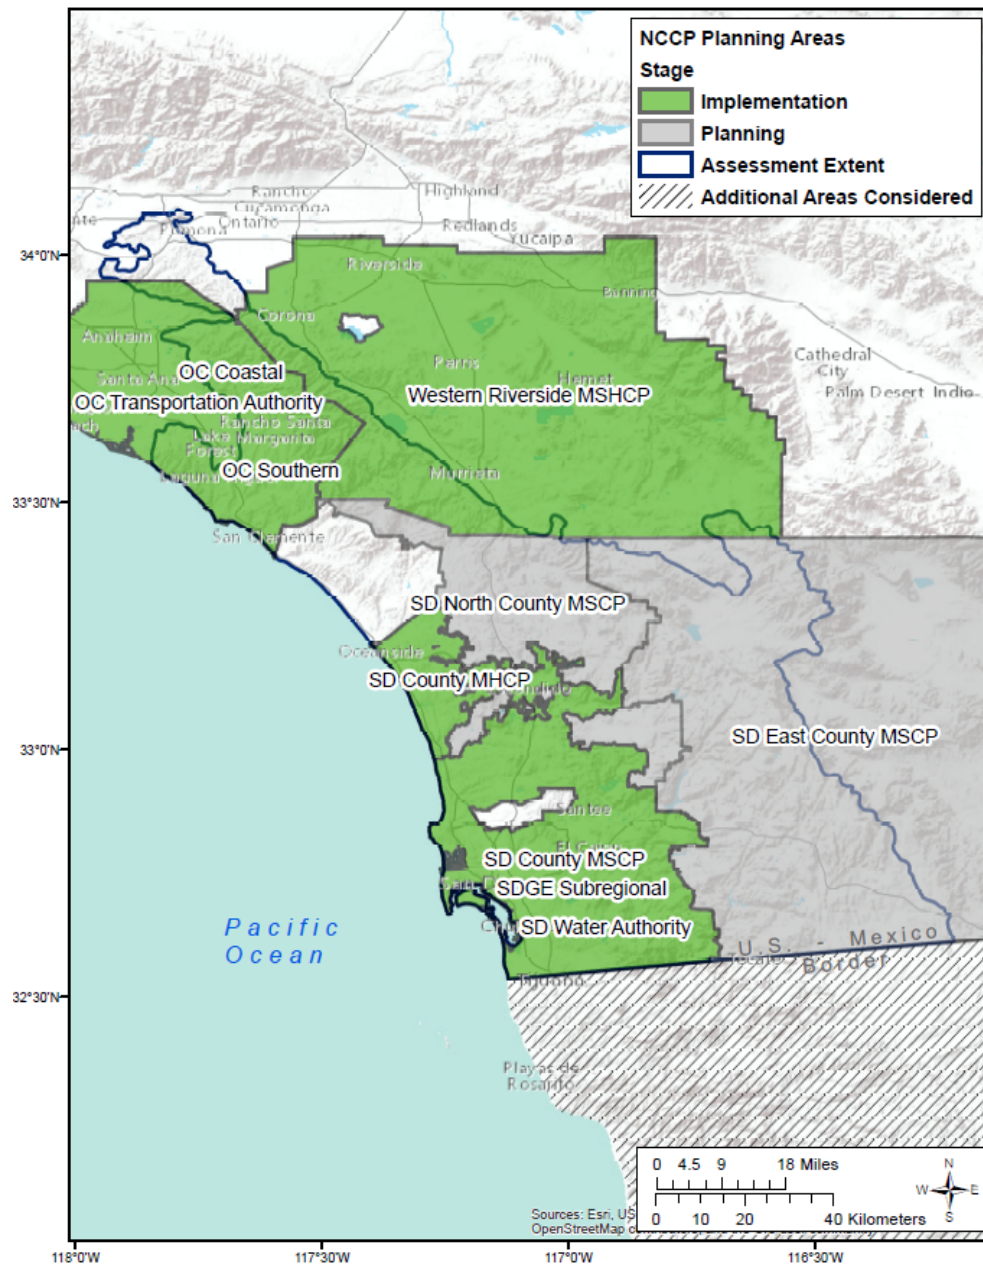 NCCP Planning Areas
Stage
Implementation
Planning
Assessment Extent
Additional Areas Considered
Rancho
Cucamonga
Highland
Ontario
Pomona
Redlands
Yucaipa
34°0'N
Riverside
Banning
Corona
Anaheim
Perris
Cathedral
City
OC Coastal
Santa Ana
Hemet
Palm Desert Indio
OC Transportation Authority
Western Riverside MSHCP
Rancho Santa
Margarita
Lake
Forest
OC Southern
Murrieta
33°30'N
San Clemente
SD North County MSCP
Oceanside
SD County MHCP
33°0'N
SD East County MSCP
Santee
SD County MSCP
SDGE Subregional
SD Water Authority
Pacific
Ocean
U.S. - Mexico
Border
Tijuana
32°30'N
Playas de
Rosarito
0 4.5 9 18 Miles
0 10 20 40 Kilometers
N
W E
S
Sources: Esri, US
OpenStreetMap
118°0'W 117°30'W 117°0'W 116°30'W